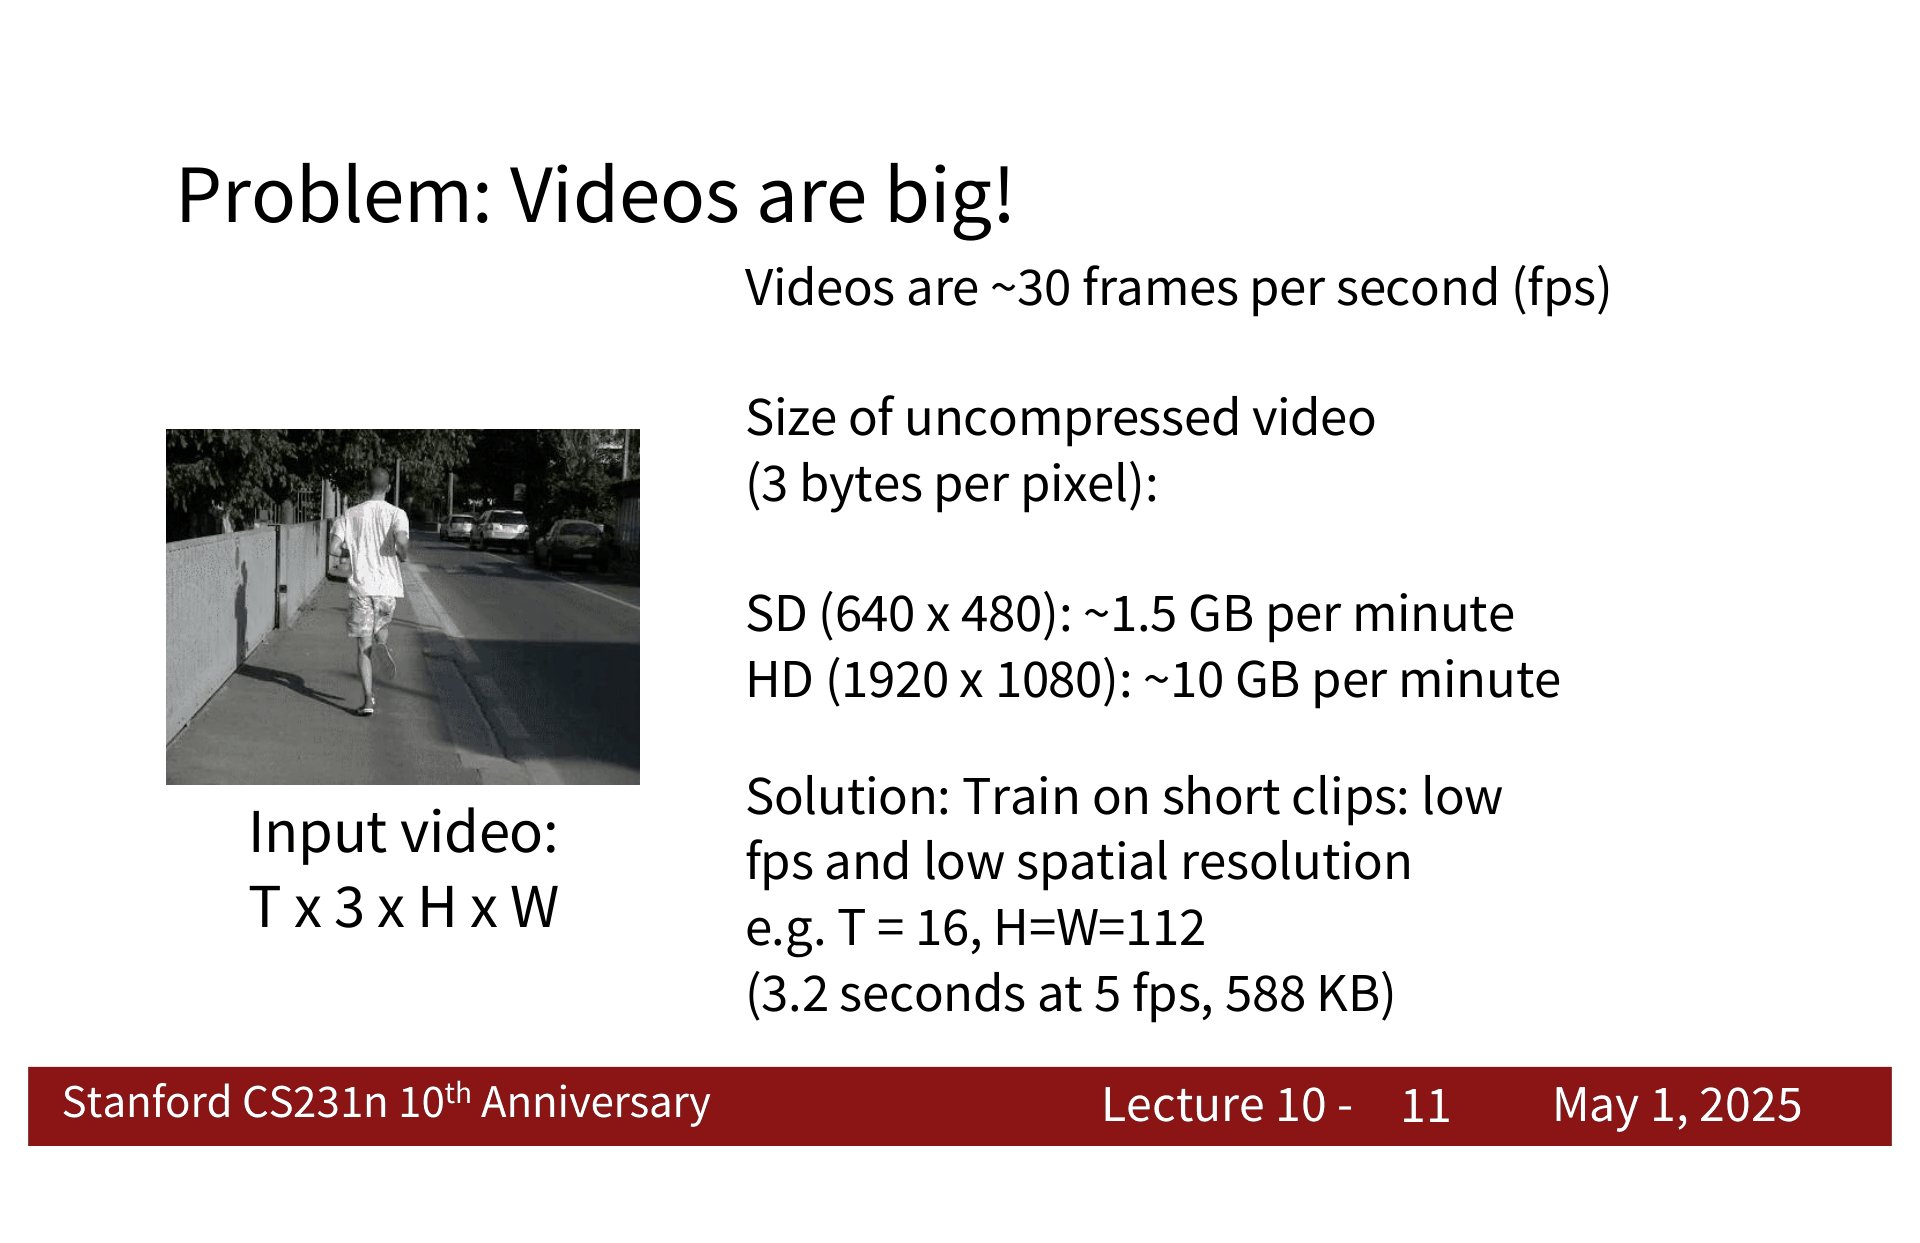 Problem: Videos are big!
Videos are ~30 frames per second (fps)
Size of uncompressed video
(3 bytes per pixel):
SD (640 x 480): ~1.5 GB per minute
HD (1920 x 1080): ~10 GB per minute
Solution: Train on short clips: low
fps and low spatial resolution
e.g. T = 16, H=W=112
(3.2 seconds at 5 fps, 588 KB)
Input video:
T x 3 x H x W
Stanford CS231n 10th Anniversary
Lecture 10 - 11
May 1, 2025